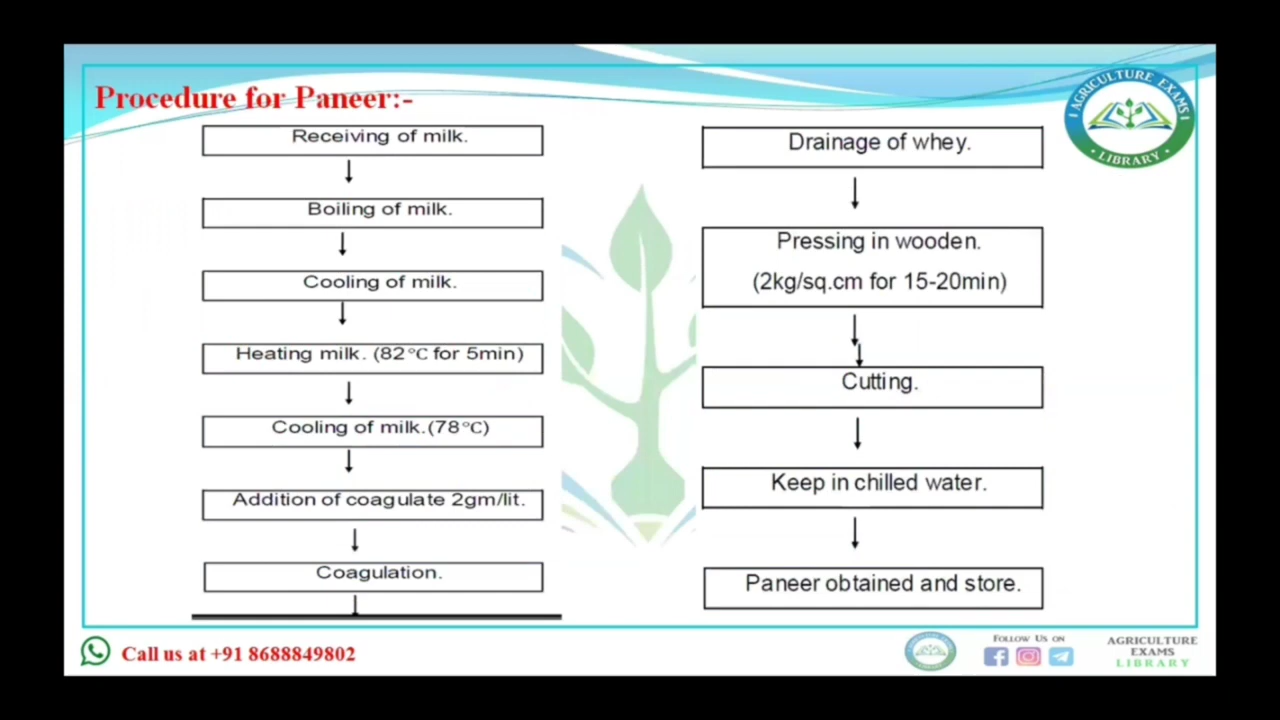 Procedure for Paneer:-
Receiving of milk.
Boiling of milk.
Cooling of milk.
Heating milk. (82°C for 5min)
Cooling of milk.(78°C)
Addition of coagulate 2gm/lit.
Coagulation.
Drainage of whey.
Pressing in wooden.
(2kg/sq.cm for 15-20min)
Cutting.
Keep in chilled water.
Paneer obtained and store.
AGRICULTURE EXAMS
LIBRARY
Call us at +91 8688849802
FOLLOW US ON
AGRICULTURE
EXAMS
LIBRARY